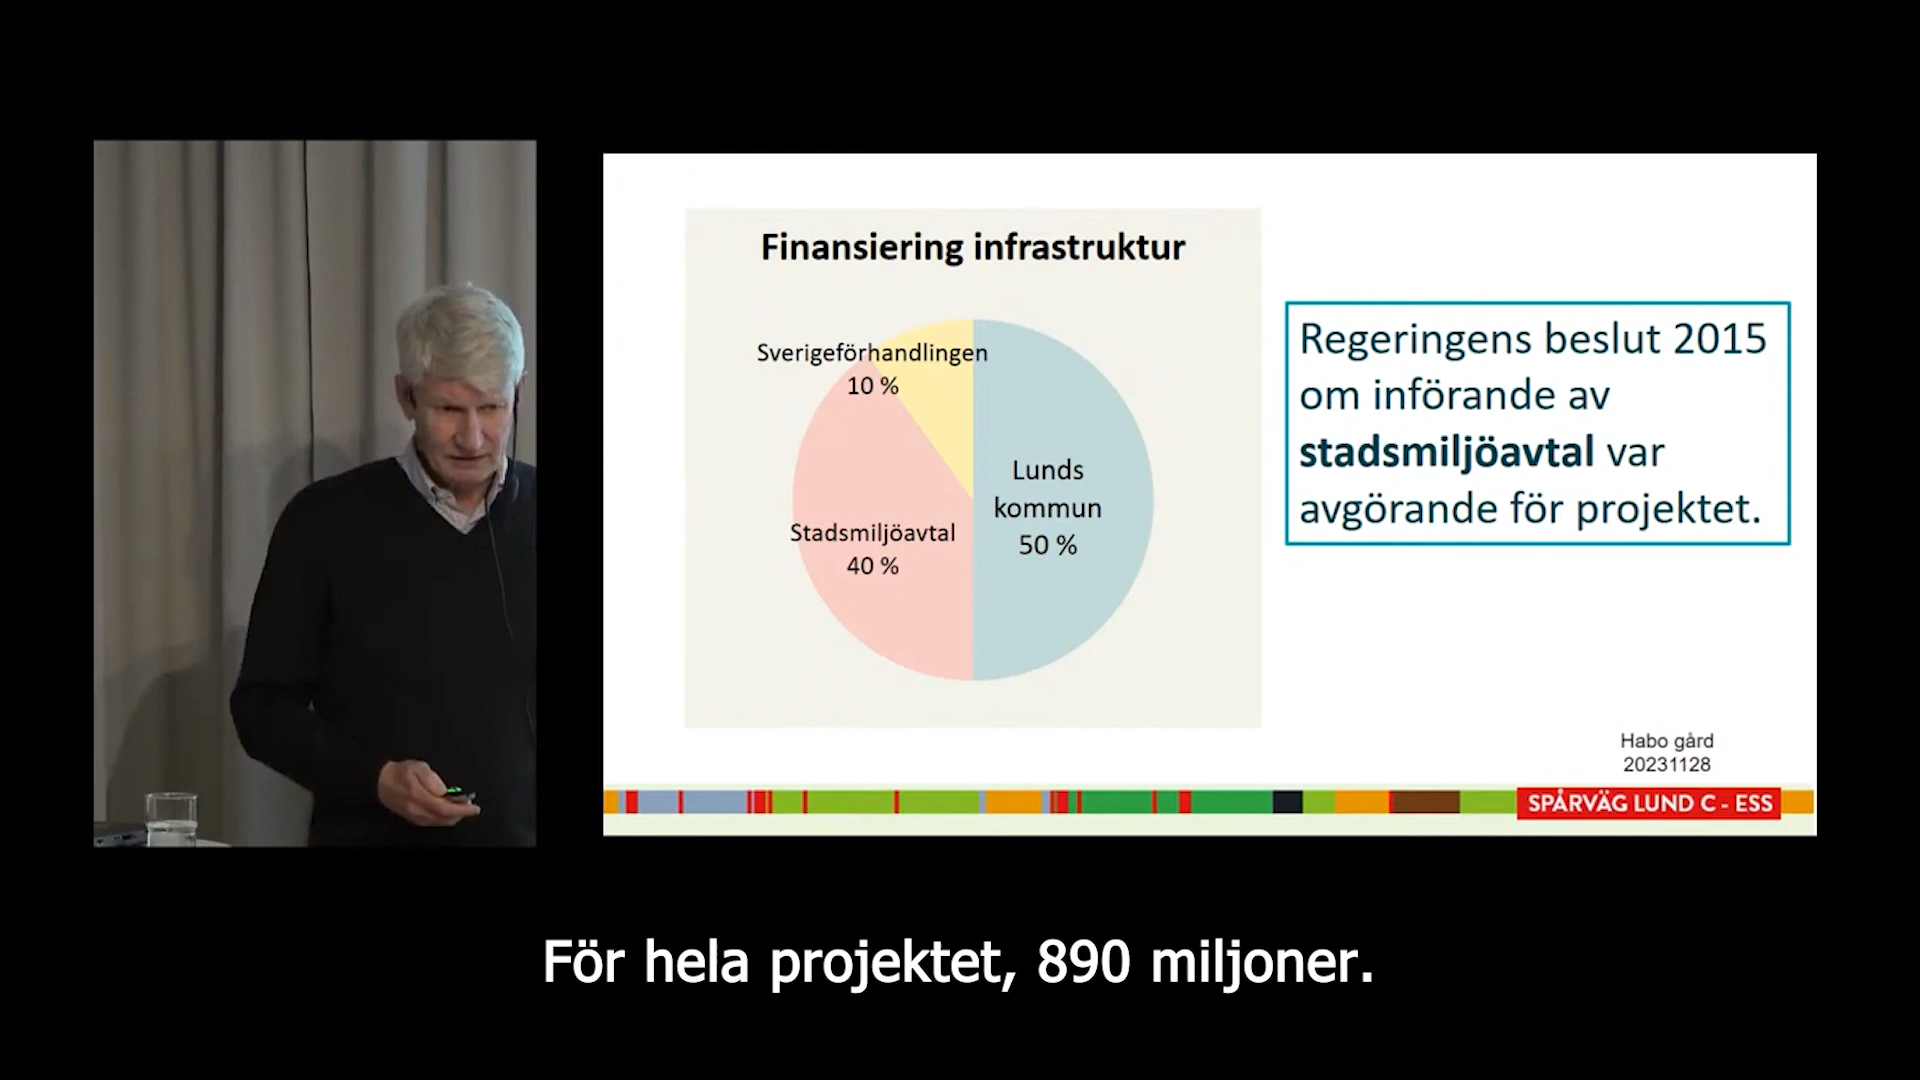 Finansiering infrastruktur
Sverigeförhandlingen
10 %
Lunds
kommun
50 %
Stadsmiljöavtal
40 %
Regeringens beslut 2015
om införande av
stadsmiljöavtal var
avgörande för projektet.
Habo gård
20231128
SPÅRVÄG LUND C - ESS
För hela projektet, 890 miljoner.